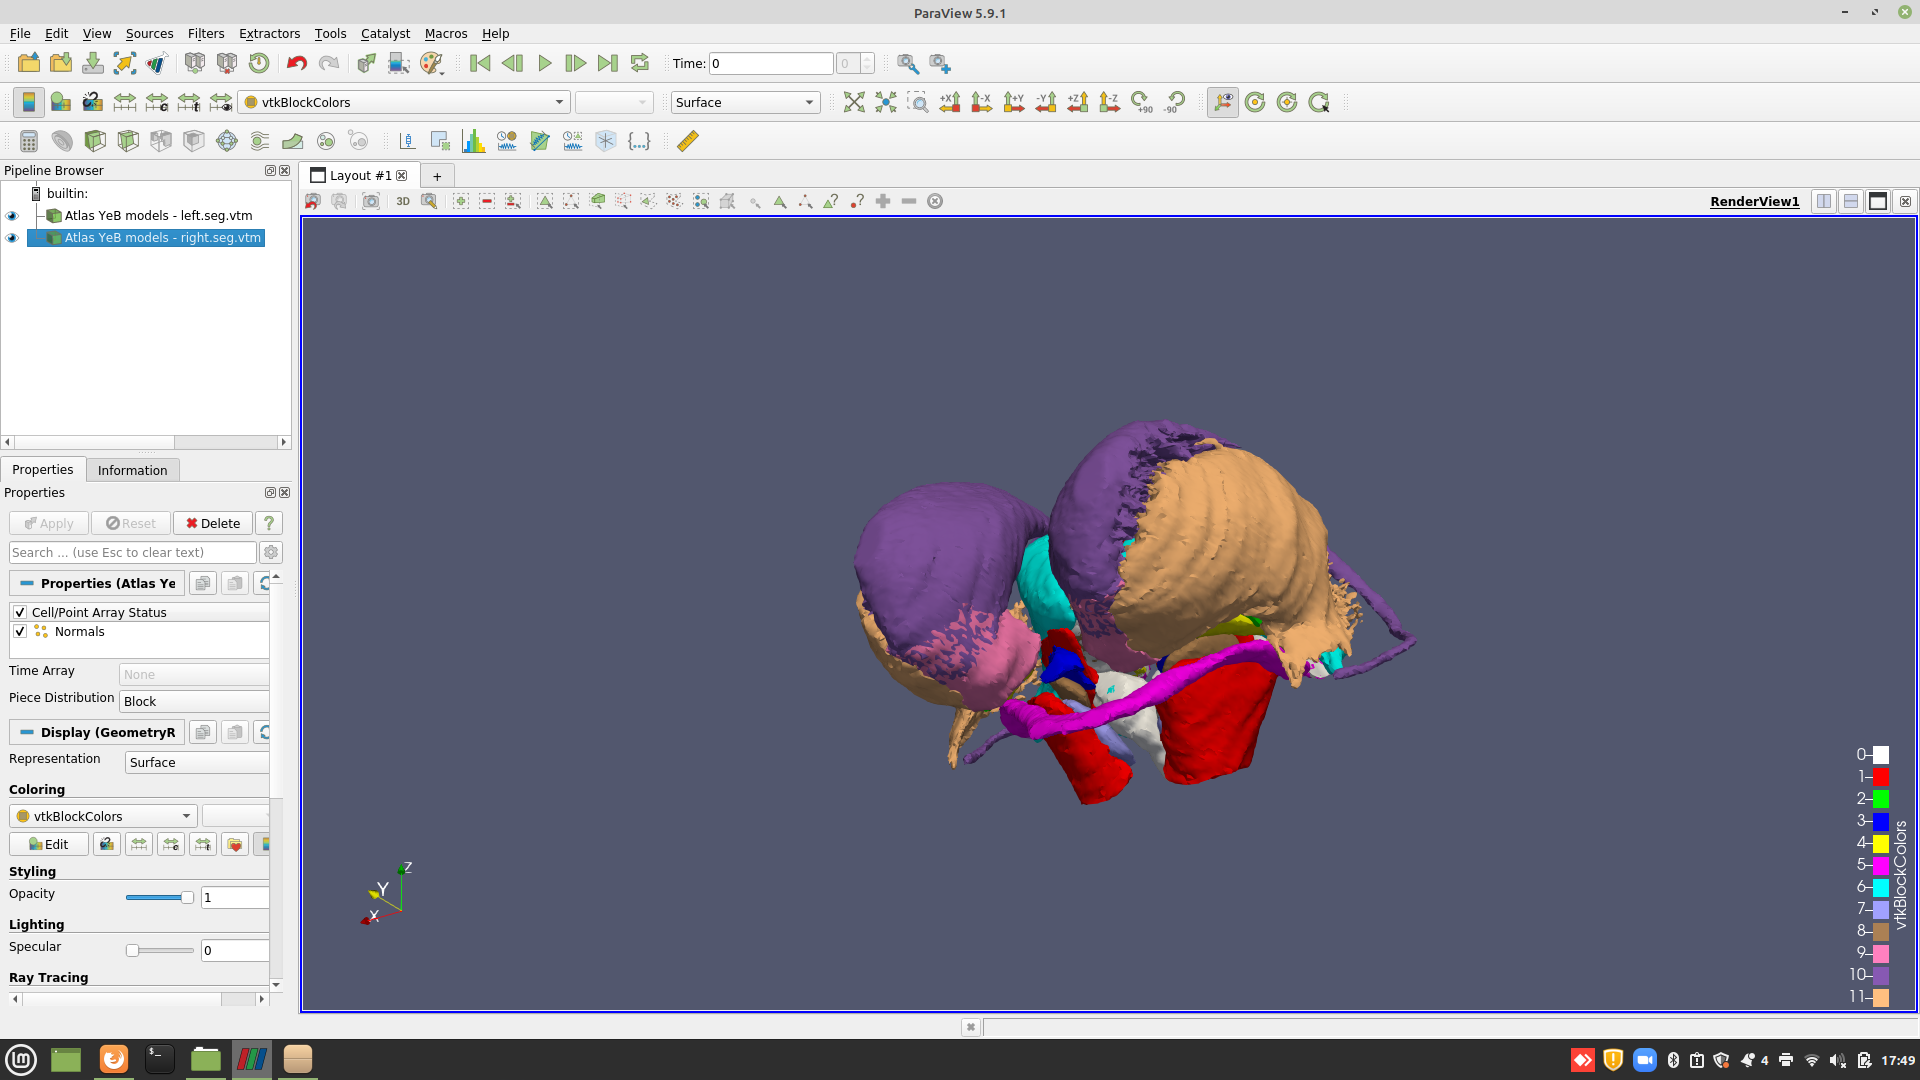 ParaView 5.9.1
File Edit View Sources Filters Extractors Tools Catalyst Macros Help
Time: 0 0
vtkBlockColors Surface +X -X +Y -Y +Z -Z +90 -90
Pipeline Browser
Layout #1 +
builtin:
3D RenderView1
Atlas YeB models - left.seg.vtm
Atlas YeB models - right.seg.vtm
Properties Information
Properties
Apply Reset Delete ?
Search ... (use Esc to clear text)
Properties (Atlas Ye
Cell/Point Array Status
Normals
Time Array None
Piece Distribution Block
Display (GeometryR
Representation Surface
Coloring
vtkBlockColors
Edit
Styling
Opacity 1
Lighting
Specular 0
Ray Tracing
Z
Y
X
0
1
2
3
4
5
6
7
8
9
10
11
vtkBlockColors
4 17:49